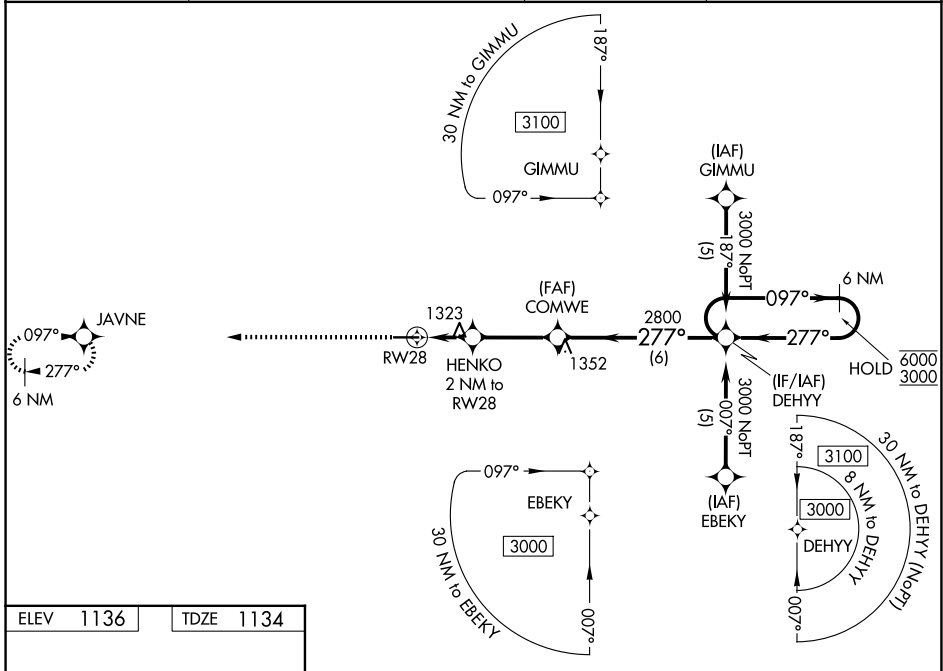 30 NM to GIMMU
187°
3100
GIMMU
097°
(IAF)
GIMMU
3000 NoPT
187°
(5)
6 NM
097°
(FAF)
COMWE
1323
2800
277°
(6)
277°
097°
JAVNE
277°
6 NM
RW28
HENKO
2 NM to
RW28
1352
HOLD
6000
3000
(IF/IAF)
DEHYY
3000 NoPT
007°
(5)
(IAF)
EBEKY
097°
EBEKY
3000
30 NM to EBEKY
007°
187°
3100
30 NM to DEHYY (NoPT)
8 NM to DEHYY
3000
DEHYY
007°
ELEV 1136
TDZE 1134